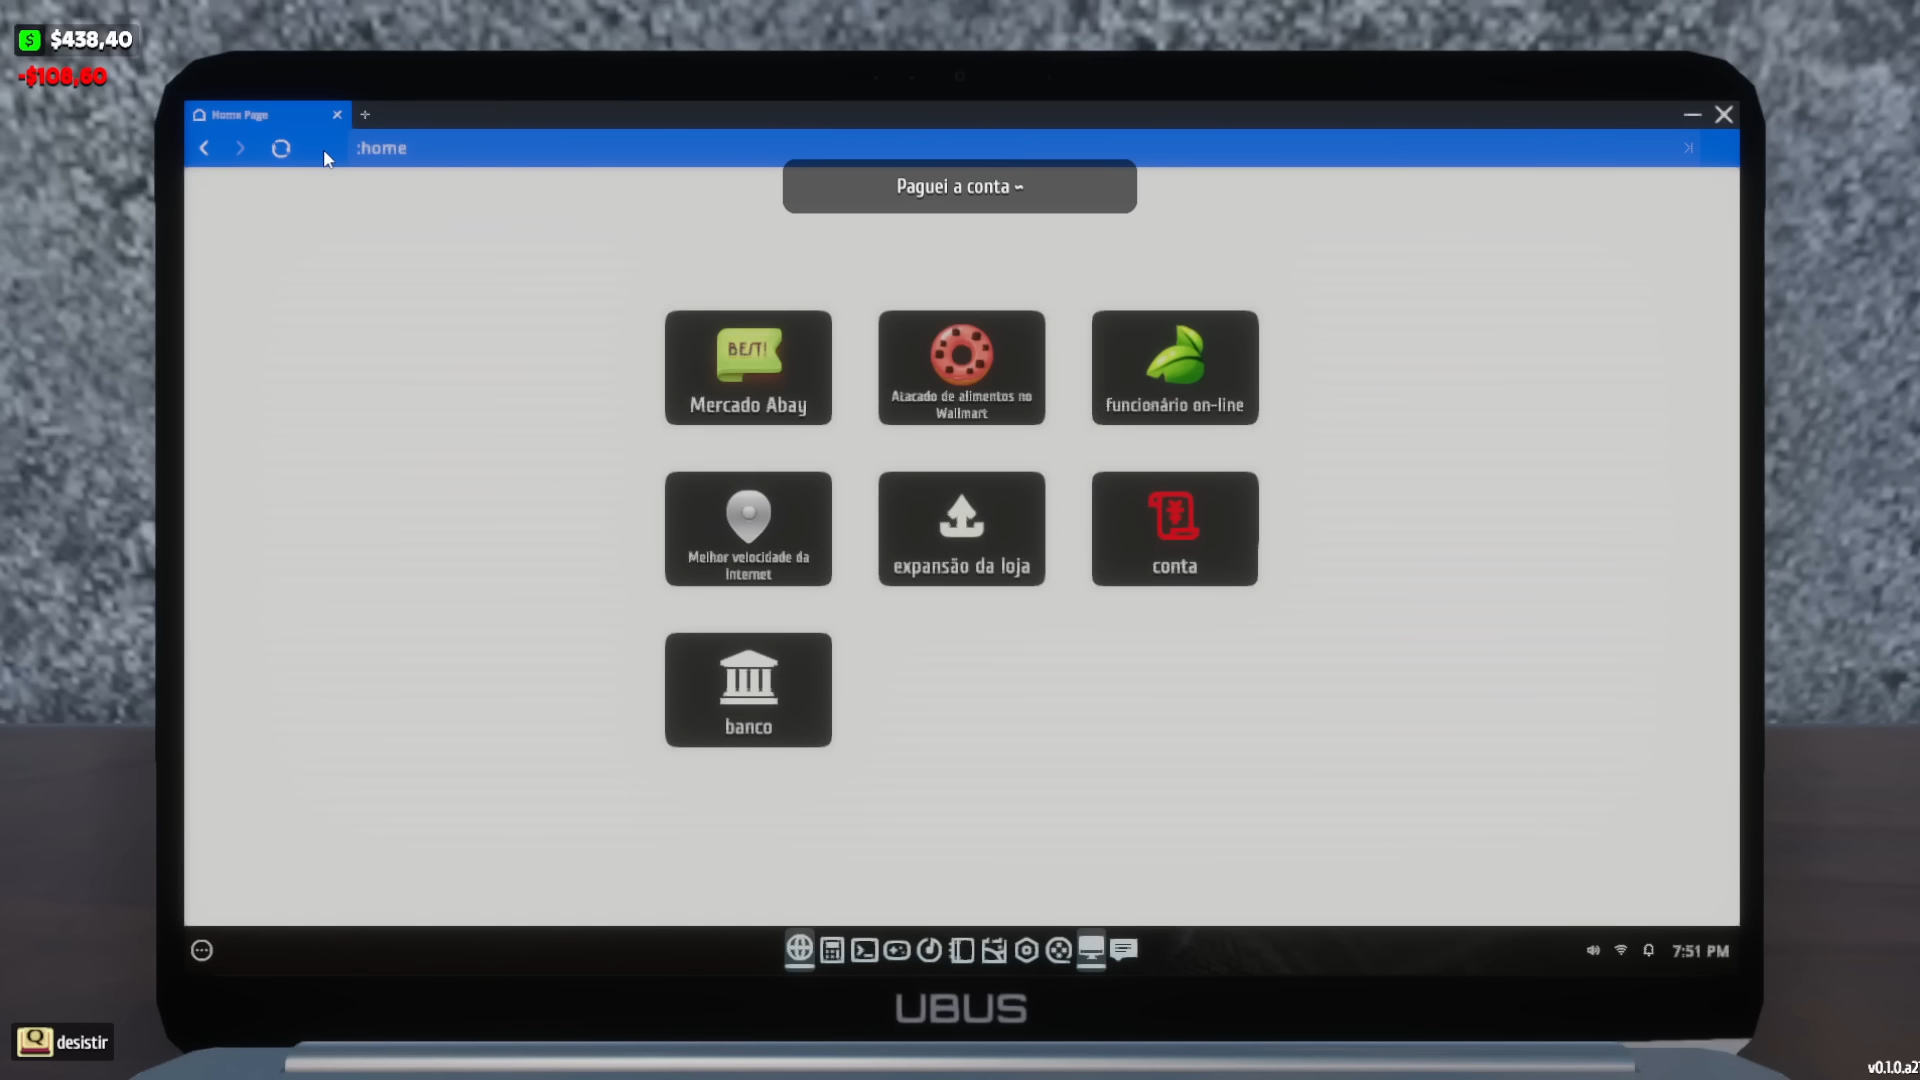 $438,40
-$108,60
Home Page
:home
Paguei a conta ~
BEST!
Mercado Abay
Atacado de alimentos no
Wallmart
funcionário on-line
Melhor velocidade da
Internet
expansão da loja
conta
banco
7:51 PM
UBUS
Q desistir
v0.1.0.a2